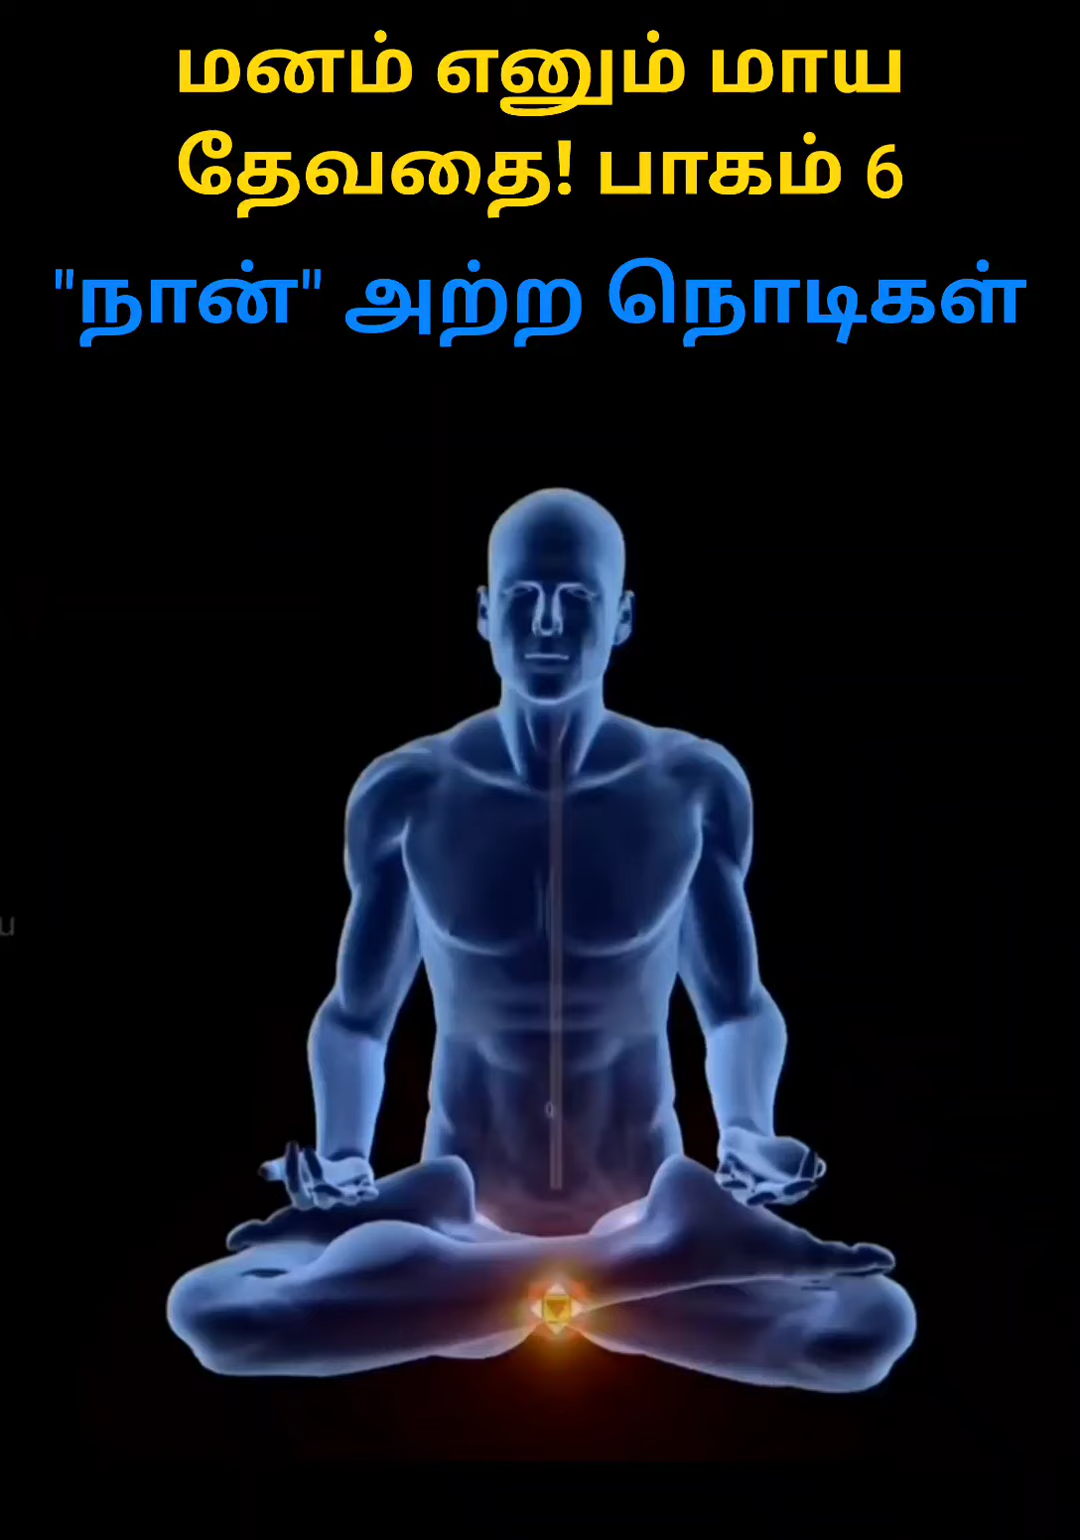 மனம் எனும் மாய
தேவதை! பாகம் 6
"நான்" அற்ற நொடிகள்
u